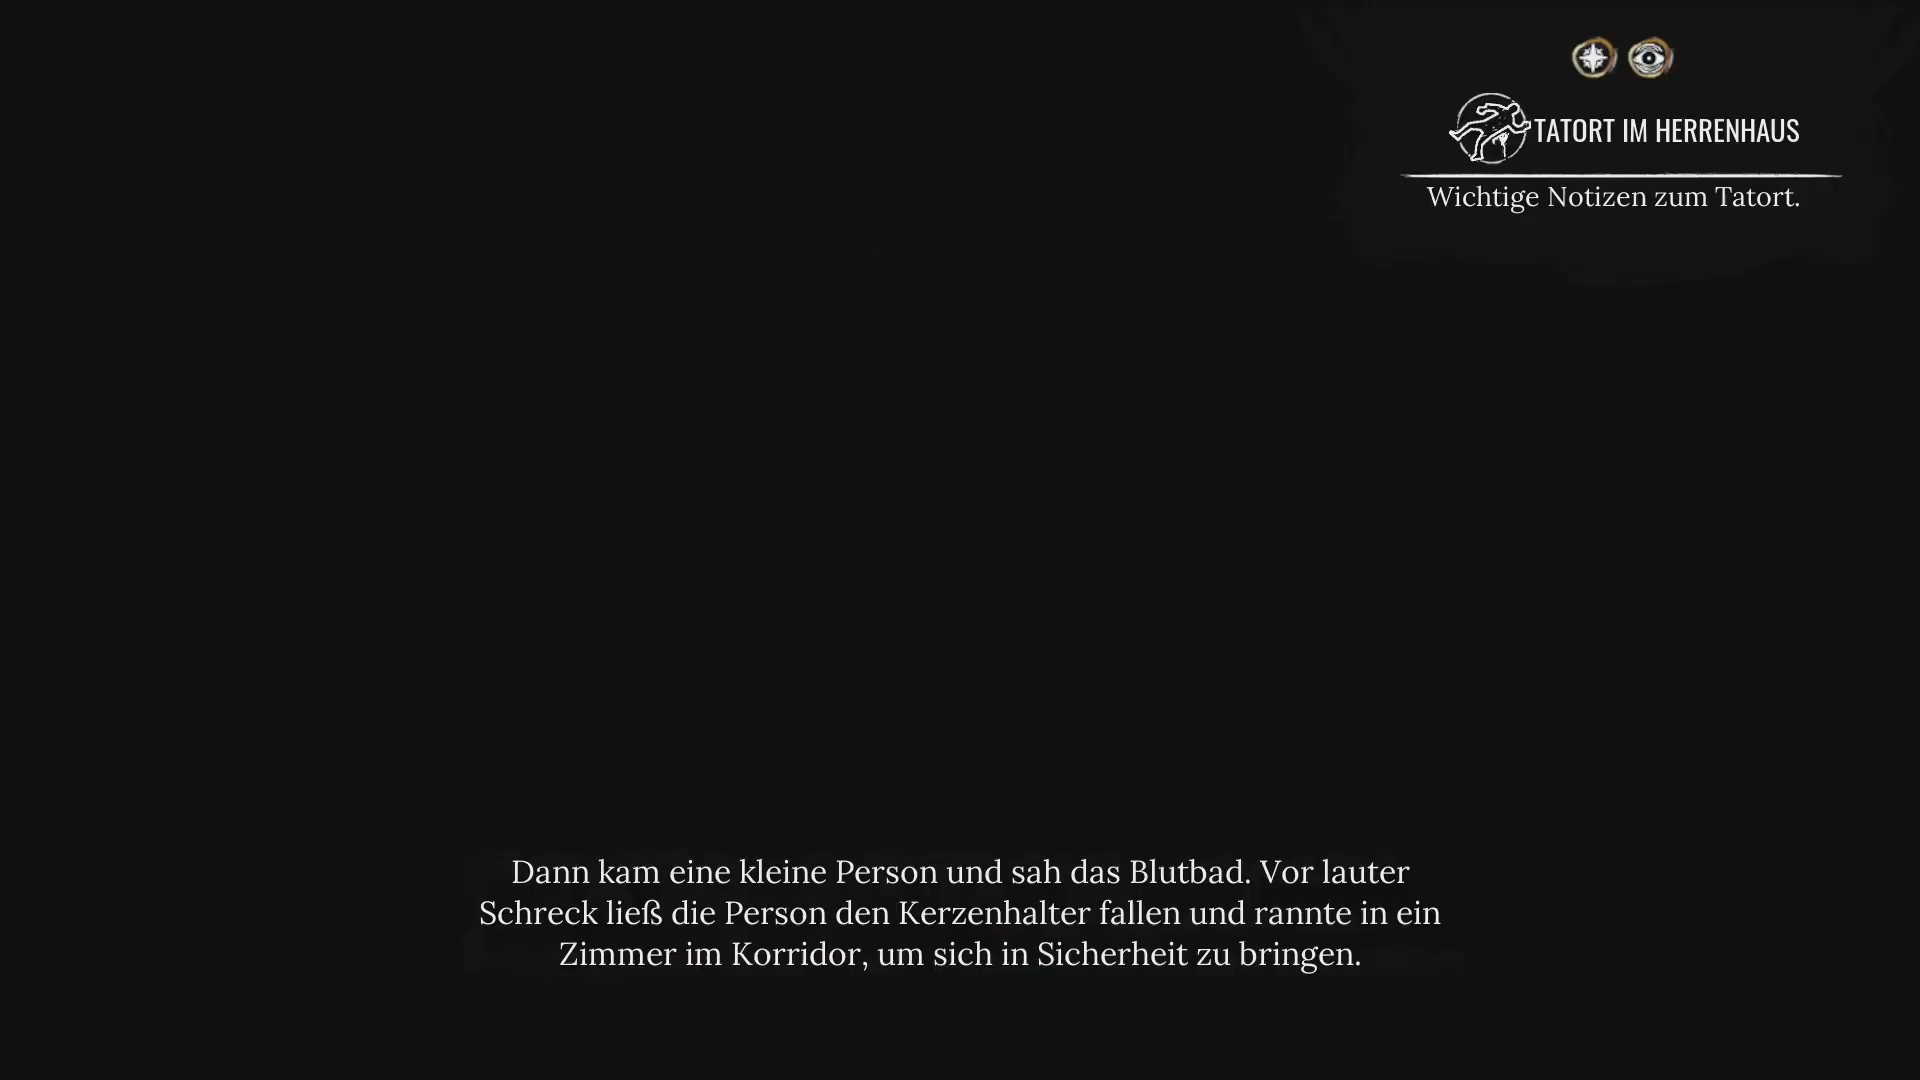 TATORT IM HERRENHAUS
Wichtige Notizen zum Tatort.
Dann kam eine kleine Person und sah das Blutbad. Vor lauter
Schreck ließ die Person den Kerzenhalter fallen und rannte in ein
Zimmer im Korridor, um sich in Sicherheit zu bringen.